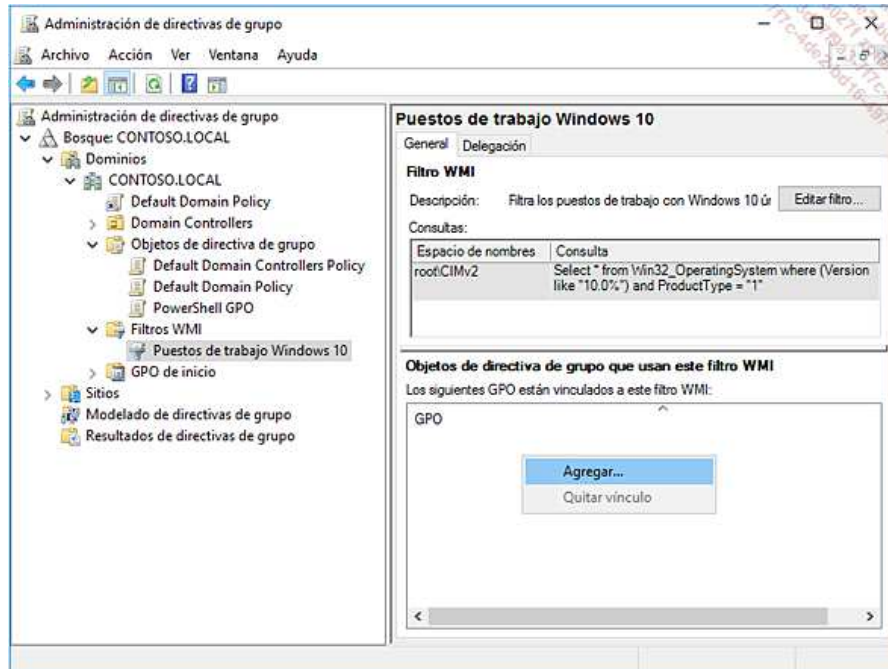 Administración de directivas de grupo
Archivo Acción Ver Ventana Ayuda
Administración de directivas de grupo
Bosque: CONTOSO.LOCAL
Dominios
CONTOSO.LOCAL
Default Domain Policy
Domain Controllers
Objetos de directiva de grupo
Default Domain Controllers Policy
Default Domain Policy
PowerShell GPO
Filtros WMI
Puestos de trabajo Windows 10
GPO de inicio
Sitios
Modelado de directivas de grupo
Resultados de directivas de grupo
Puestos de trabajo Windows 10
General Delegación
Filtro WMI
Descripción: Filtra los puestos de trabajo con Windows 10 ú Editar filtro...
Consultas:
Espacio de nombres Consulta
root\CIMv2 Select * from Win32_OperatingSystem where (Version
like "10.0%") and ProductType = "1"
Objetos de directiva de grupo que usan este filtro WMI
Los siguientes GPO están vinculados a este filtro WMI:
GPO
Agregar...
Quitar vínculo